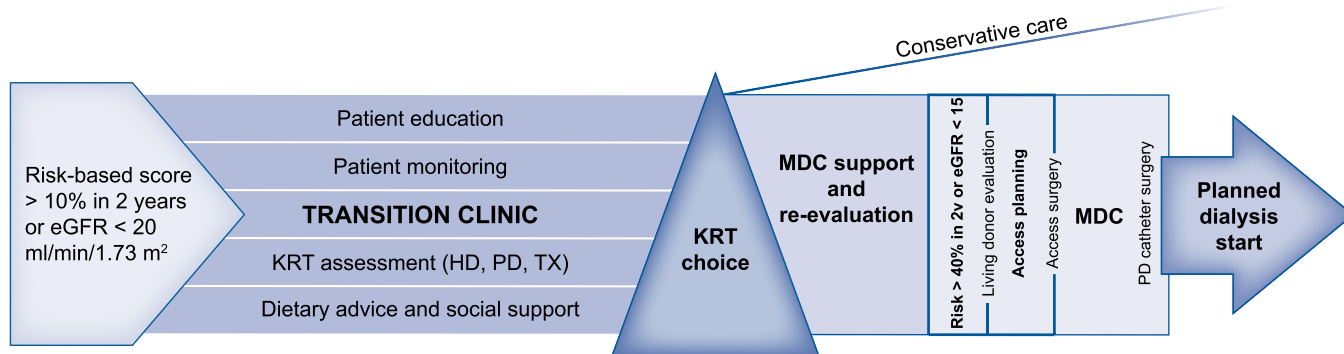 Risk-based score
> 10% in 2 years
or eGFR < 20
ml/min/1.73 m²
Patient education
Patient monitoring
TRANSITION CLINIC
KRT assessment (HD, PD, TX)
Dietary advice and social support
KRT
choice
Conservative care
MDC support
and
re-evaluation
Risk > 40% in 2v or eGFR < 15
Living donor evaluation
Access planning
Access surgery
MDC
PD catheter surgery
Planned
dialysis
start